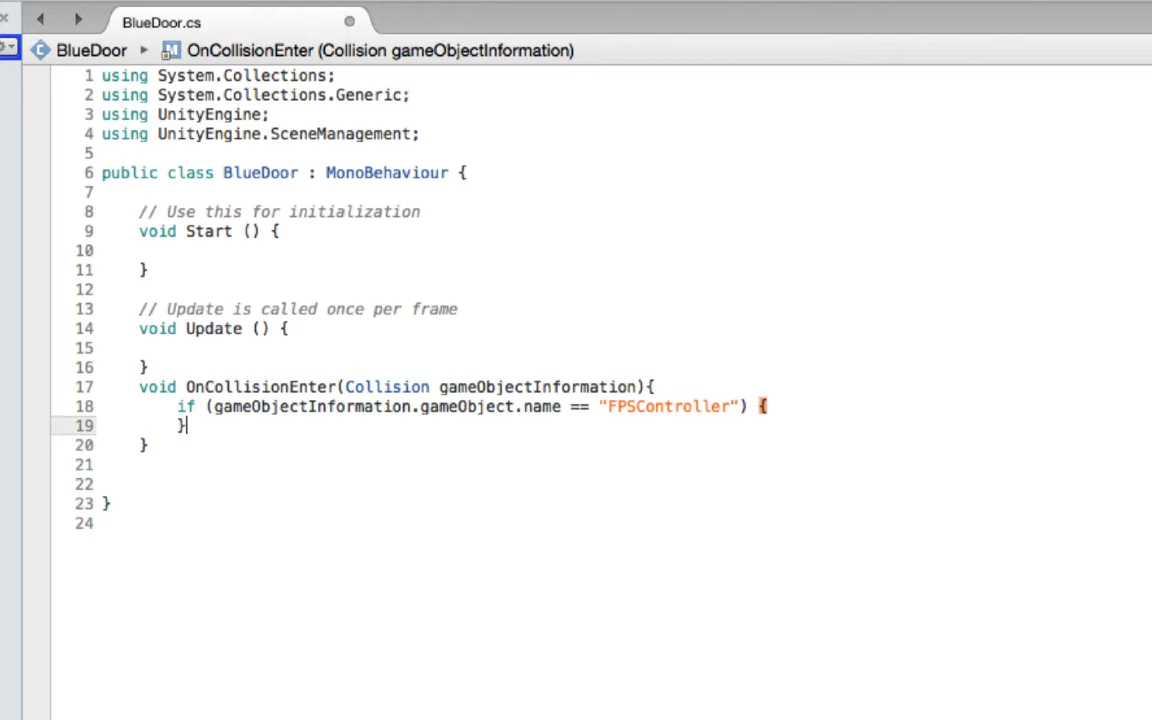 BlueDoor.cs
BlueDoor ▸ OnCollisionEnter (Collision gameObjectInformation)
1 using System.Collections;
2 using System.Collections.Generic;
3 using UnityEngine;
4 using UnityEngine.SceneManagement;
5
6 public class BlueDoor : MonoBehaviour {
7
8 // Use this for initialization
9 void Start () {
10
11 }
12
13 // Update is called once per frame
14 void Update () {
15
16 }
17 void OnCollisionEnter(Collision gameObjectInformation){
18 if (gameObjectInformation.gameObject.name == "FPSController") {
19 }
20 }
21
22
23 }
24